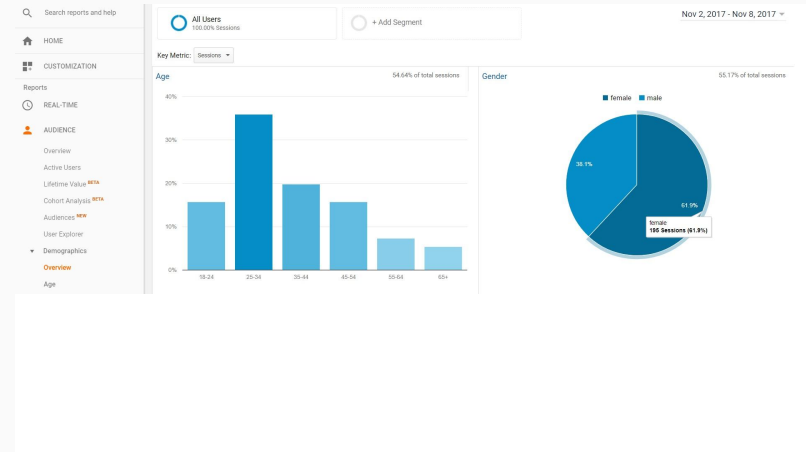 Search reports and help
HOME
CUSTOMIZATION
Reports
REAL-TIME
AUDIENCE
Overview
Active Users
Lifetime Value BETA
Cohort Analysis BETA
Audiences NEW
User Explorer
Demographics
Overview
Age
All Users
100.00% Sessions
+ Add Segment
Nov 2, 2017 - Nov 8, 2017
Key Metric: Sessions
Age
54.64% of total sessions
40%
30%
20%
10%
0%
18-24
25-34
35-44
45-54
55-64
65+
Gender
55.17% of total sessions
female
male
38.1%
61.9%
female
195 Sessions (61.9%)